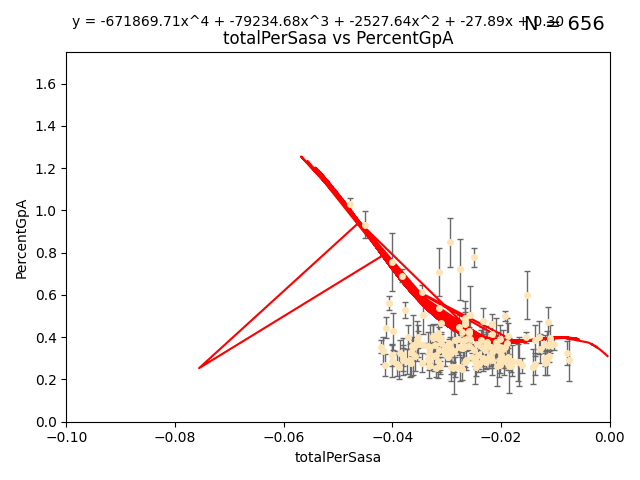 y = -671869.71x^4 + -79234.68x^3 + -2527.64x^2 + -27.89x + 0.30
N = 656
totalPerSasa vs PercentGpA
1.6
1.4
1.2
1.0
0.8
0.6
0.4
0.2
0.0
PercentGpA
−0.10 −0.08 −0.06 −0.04 −0.02 0.00
totalPerSasa